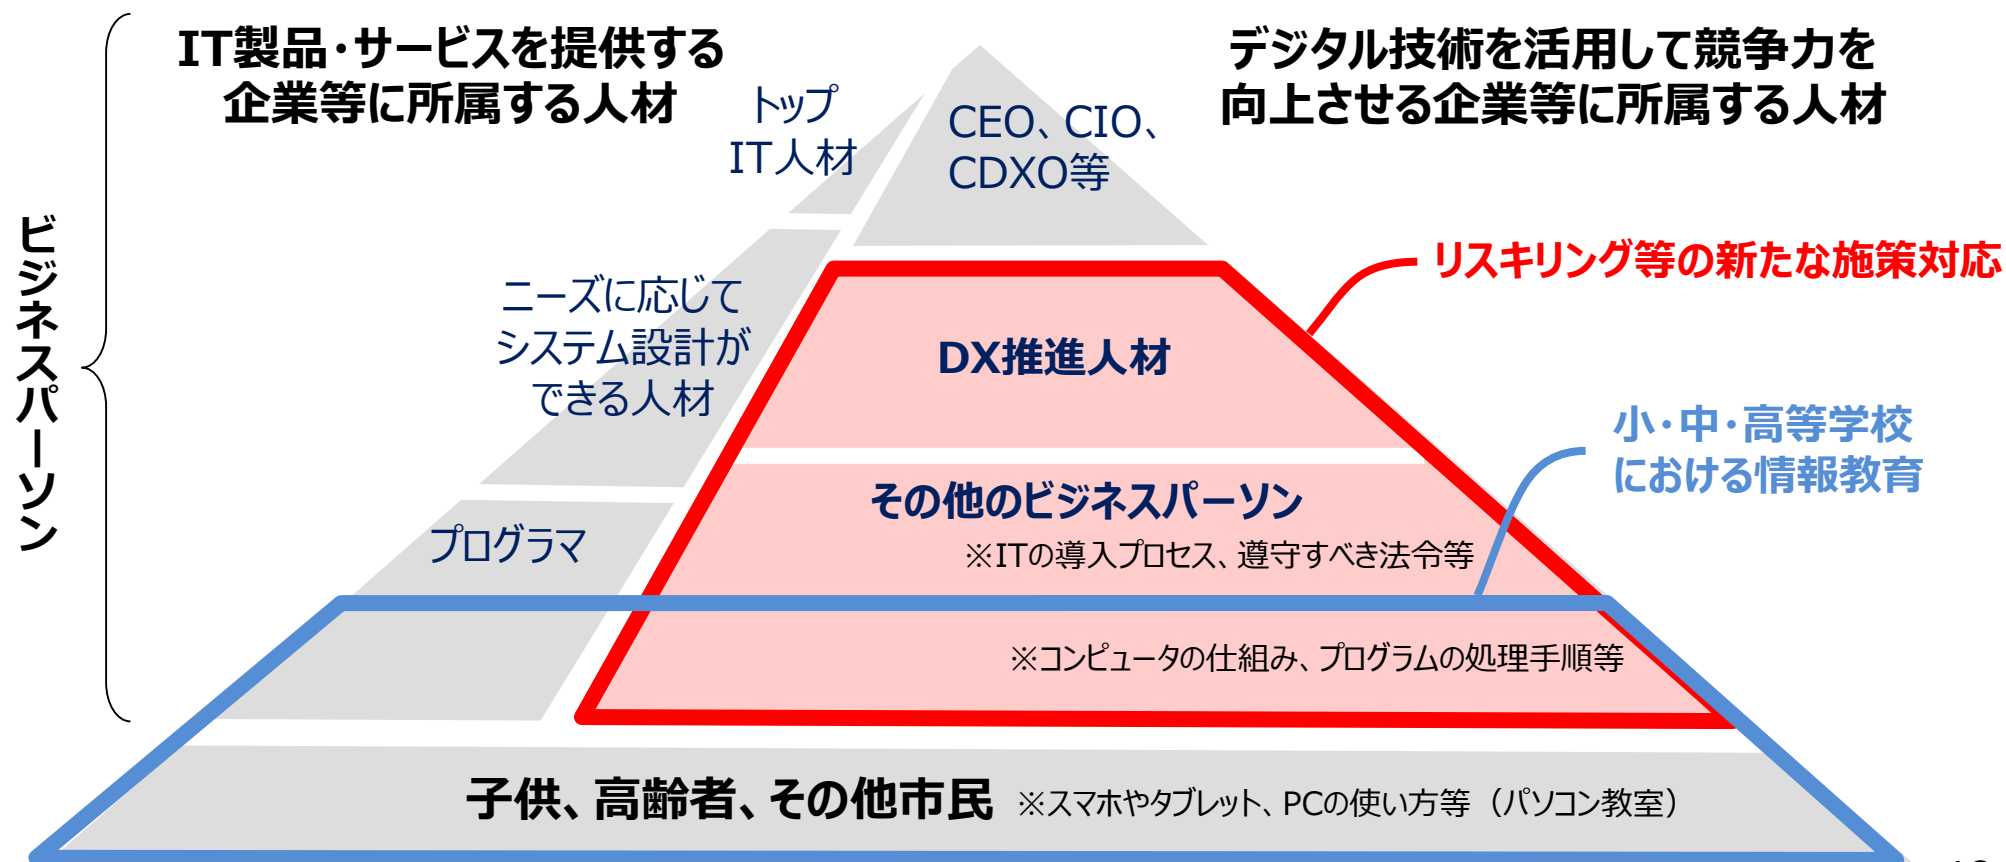 IT製品・サービスを提供する
企業等に所属する人材
デジタル技術を活用して競争力を
向上させる企業等に所属する人材
トップ
IT人材
CEO、CIO、
CDXO等
ビジネスパーソン
リスキリング等の新たな施策対応
ニーズに応じて
システム設計が
できる人材
DX推進人材
小・中・高等学校
における情報教育
その他のビジネスパーソン
プログラマ
※ITの導入プロセス、遵守すべき法令等
※コンピュータの仕組み、プログラムの処理手順等
子供、高齢者、その他市民 ※スマホやタブレット、PCの使い方等（パソコン教室）